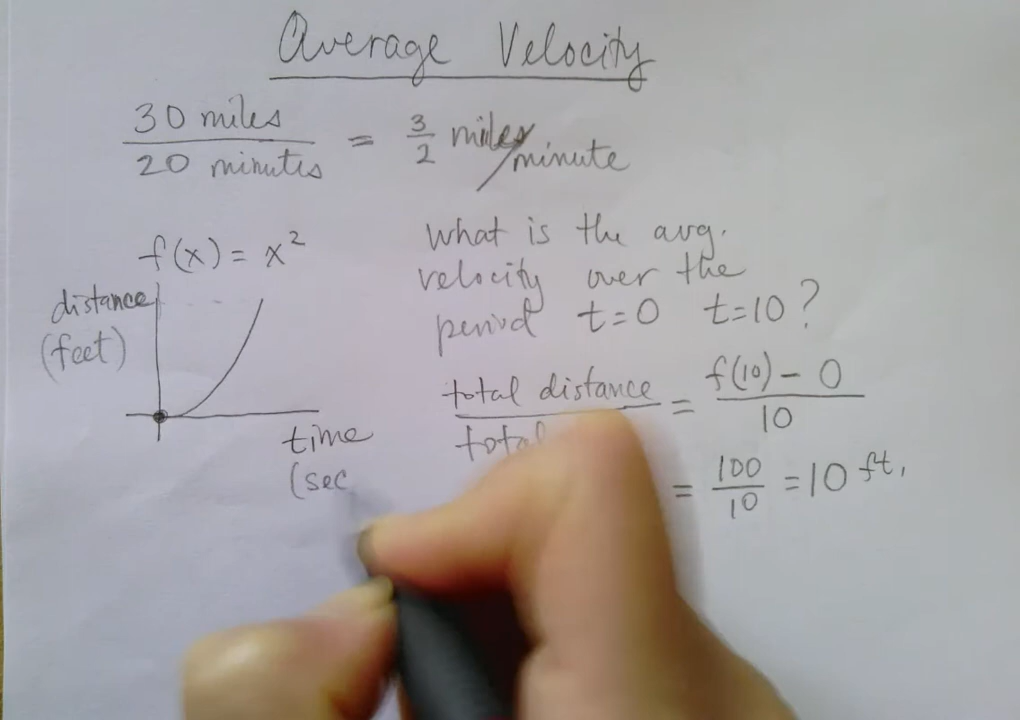 Average Velocity
30 miles / 20 minutes = 3/2 miles/minute
f(x) = x²
distance
(feet)
time
(sec
what is the avg.
velocity over the
period t=0 t=10?
total distance / total = f(10) - 0 / 10
= 100/10 = 10 ft,